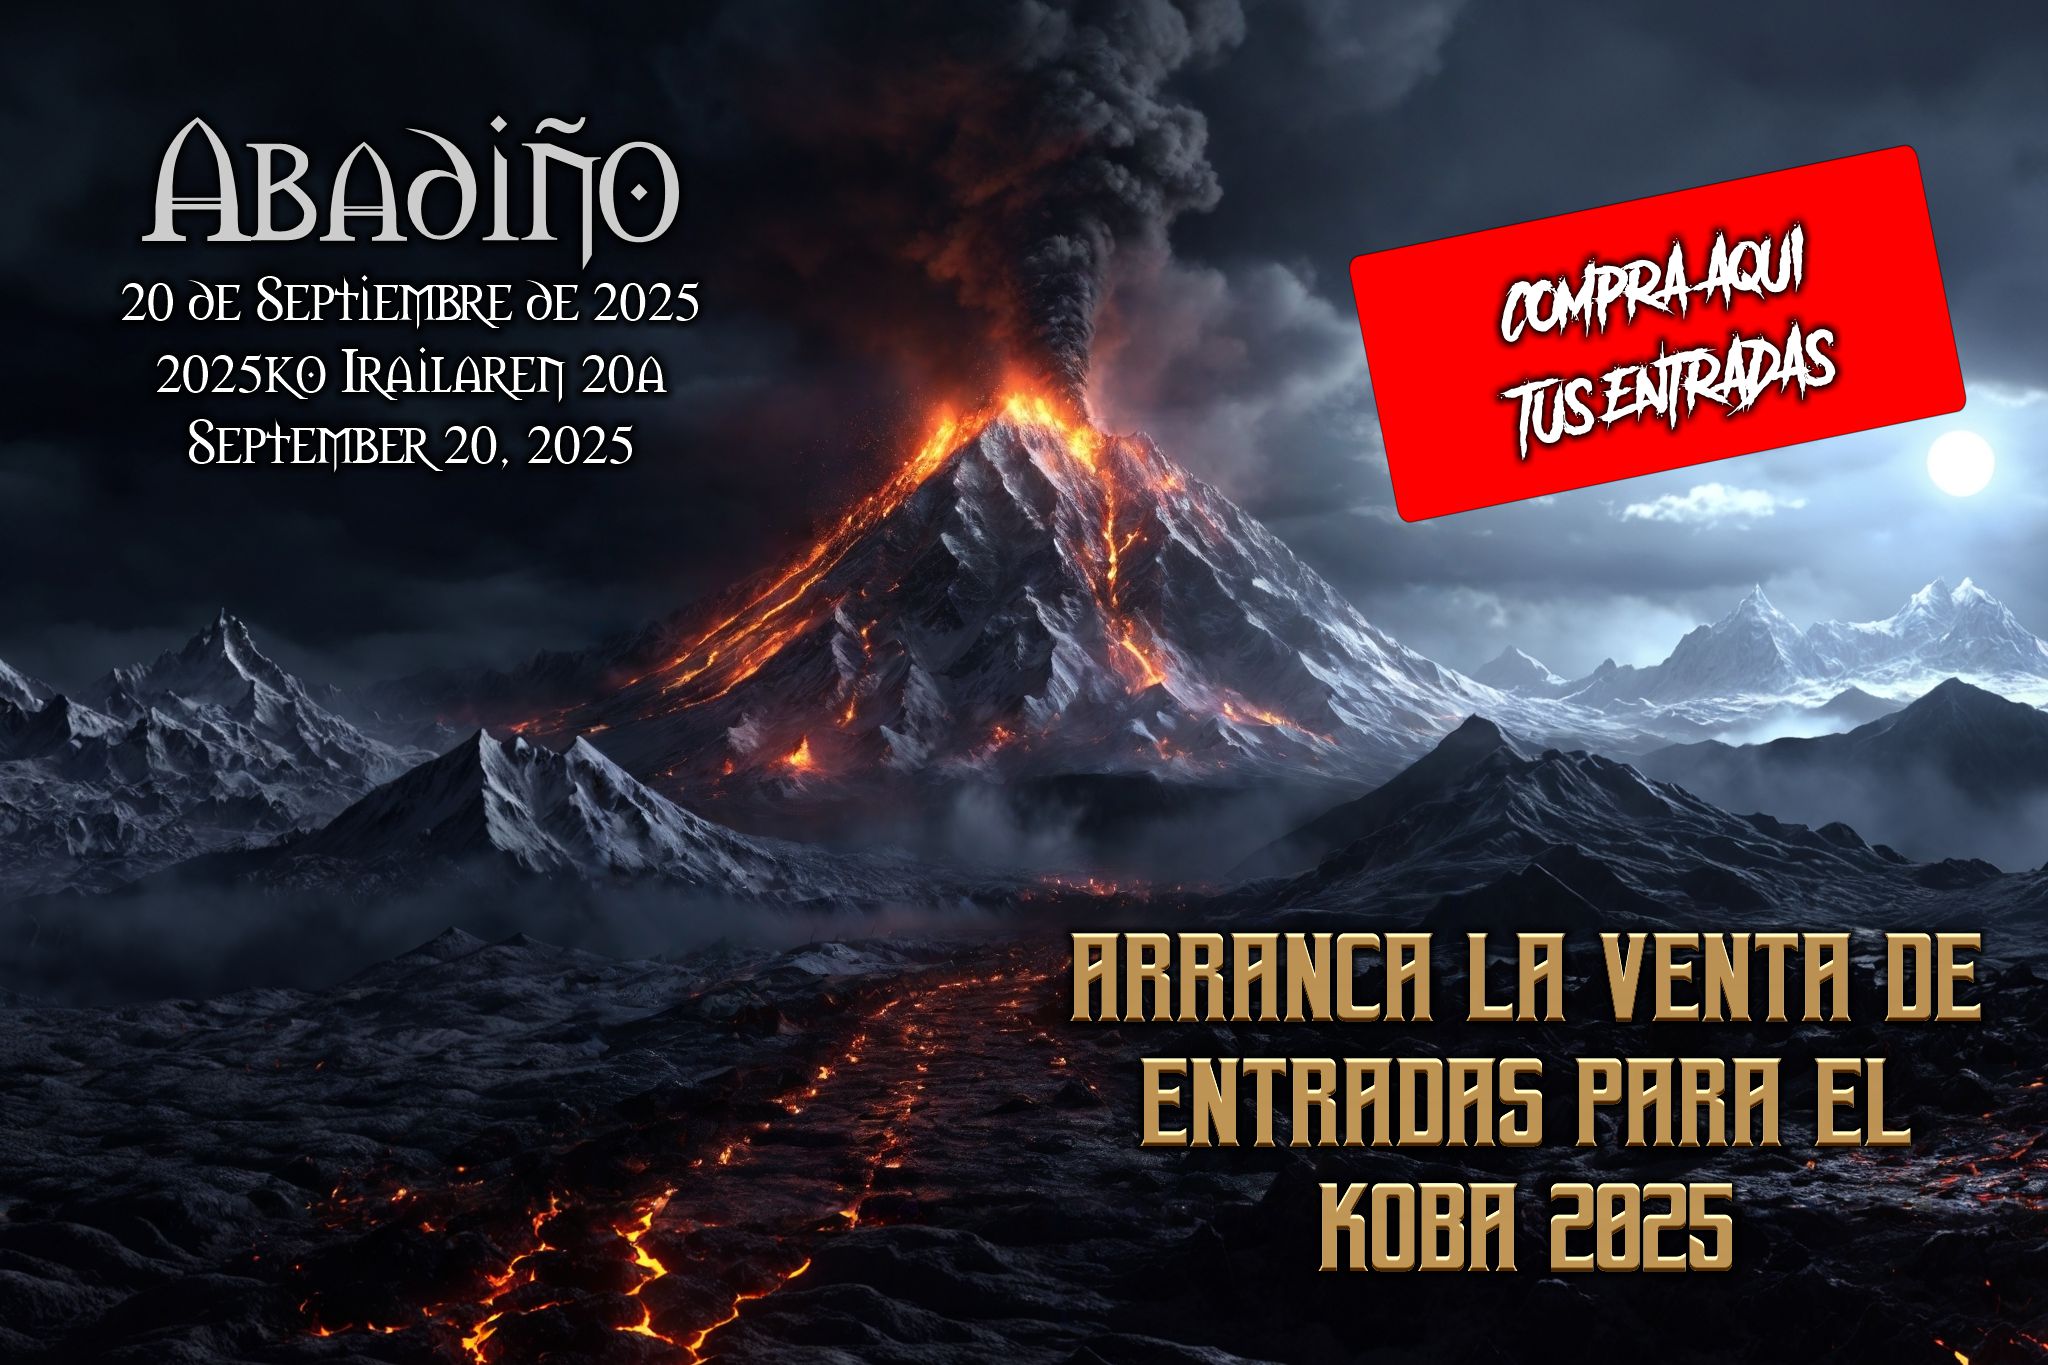 Abadiño
20 de Septiembre de 2025
2025ko Irailaren 20a
September 20, 2025
COMPRA AQUI
TUS ENTRADAS
ARRANCA LA VENTA DE
ENTRADAS PARA EL
KOBA 2025